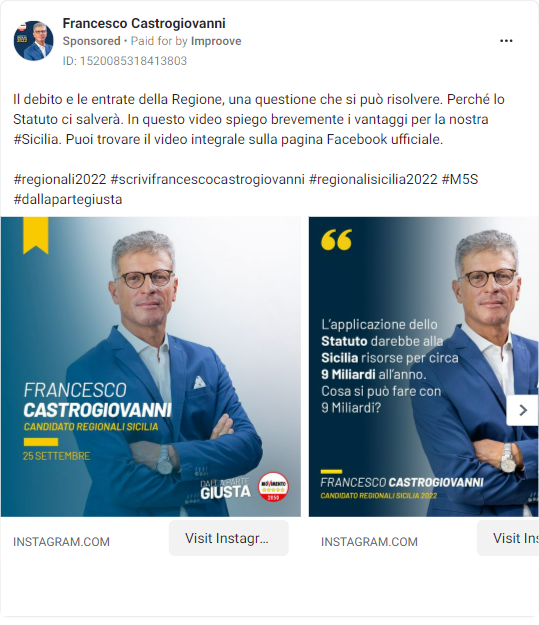 Francesco Castrogiovanni
Sponsored • Paid for by Improove
ID: 1520085318413803
Il debito e le entrate della Regione, una questione che si può risolvere. Perché lo
Statuto ci salverà. In questo video spiego brevemente i vantaggi per la nostra
#Sicilia. Puoi trovare il video integrale sulla pagina Facebook ufficiale.
#regionali2022 #scrivifrancescocastrogiovanni #regionalisicilia2022 #M5S
#dallapartegiusta
FRANCESCO
CASTROGIOVANNI
CANDIDATO REGIONALI SICILIA
25 SETTEMBRE
DALLA PARTE
GIUSTA
MOVIMENTO
2050
“
L’applicazione dello
Statuto darebbe alla
Sicilia risorse per circa
9 Miliardi all’anno.
Cosa si può fare con
9 Miliardi?
FRANCESCO CASTROGIOVANNI
CANDIDATO REGIONALI SICILIA 2022
INSTAGRAM.COM
Visit Instagr...
INSTAGRAM.COM
Visit Ins